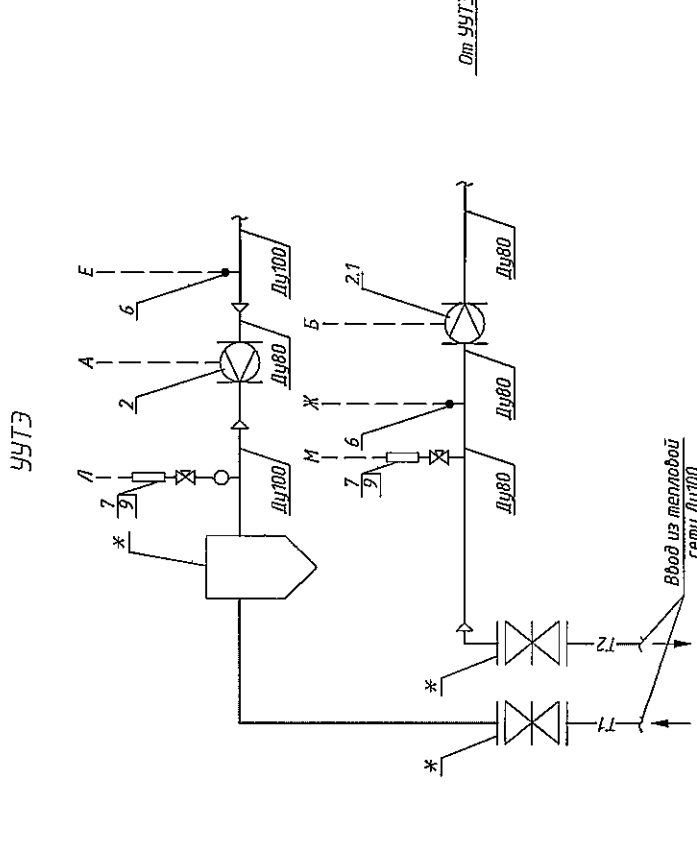 От УУТЭ
УУТЭ
Е
6
Ду100
А
2
Ду80
Л
7
9
*
Ду100
2.1
Б
Ду80
Ж
6
Ду80
М
7
9
Ду80
*
Т2
*
Т1
Ввод из тепловой
сети Ду100